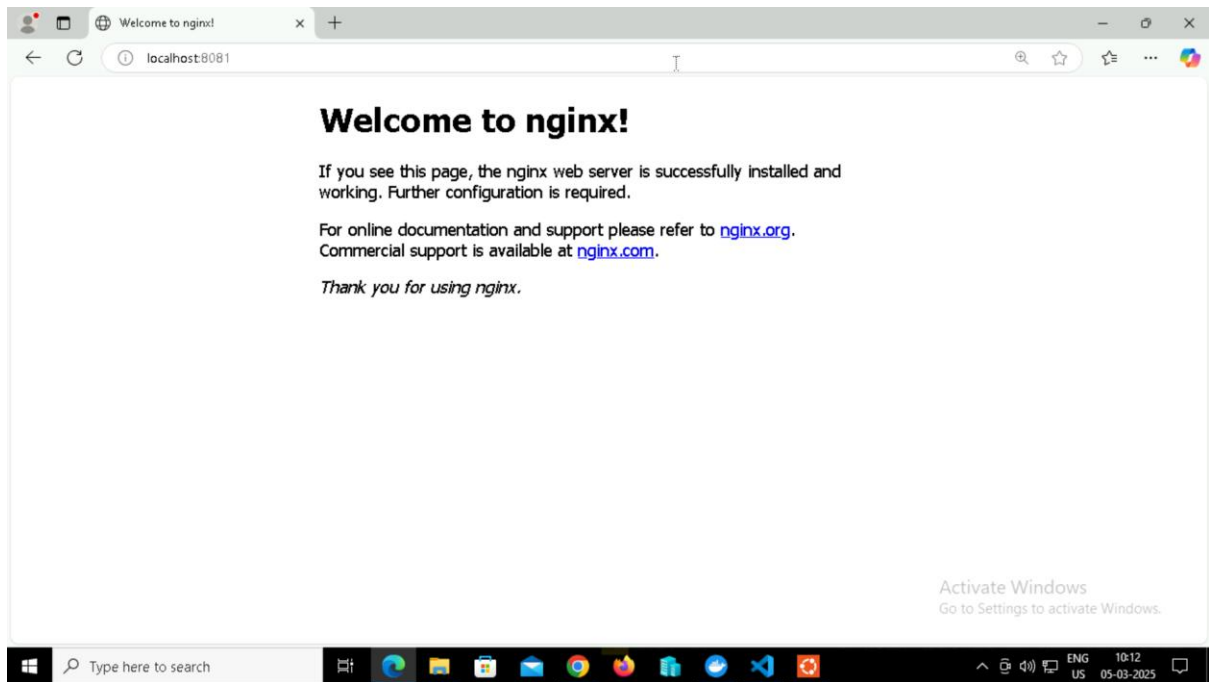 Welcome to nginx!
localhost:8081
Welcome to nginx!
If you see this page, the nginx web server is successfully installed and
working. Further configuration is required.
For online documentation and support please refer to nginx.org.
Commercial support is available at nginx.com.
Thank you for using nginx.
Activate Windows
Go to Settings to activate Windows.
Type here to search
ENG
US
10:12
05-03-2025